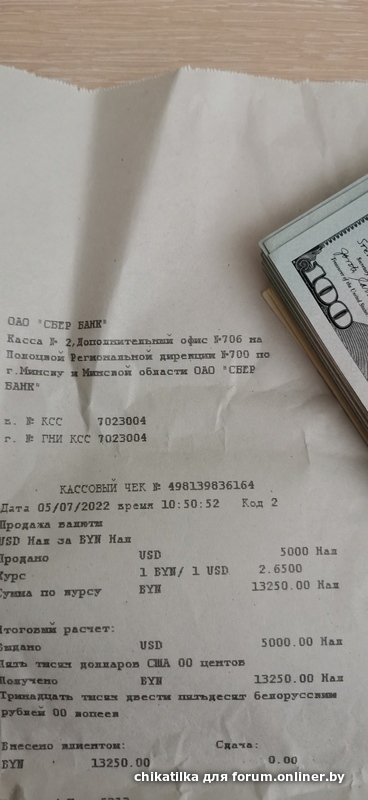 ОАО "СБЕР БАНК"
Касса № 2,Дополнительный офис №706 на
Полоцкой Региональной дирекции №700 по
г.Минску и Минской области ОАО "СБЕР
БАНК"
в. № КСС 7023004
г. № ГНИ КСС 7023004
КАССОВЫЙ ЧЕК № 498139836164
Дата 05/07/2022 время 10:50:52 Код 2
Продажа валюты
USD Нал за BYN Нал
Продано USD 5000 Нал
Курс 1 BYN/ 1 USD 2.6500
Сумма по курсу BYN 13250.00 Нал
Итоговый расчет:
Выдано USD 5000.00 Нал
Пять тысяч долларов США 00 центов
Получено BYN 13250.00 Нал
Тринадцать тысяч двести пятьдесят белорусских
рублей 00 копеек
Внесено клиентом: Сдача:
BYN 13250.00 0.00
100
chikatilka для forum.onliner.by